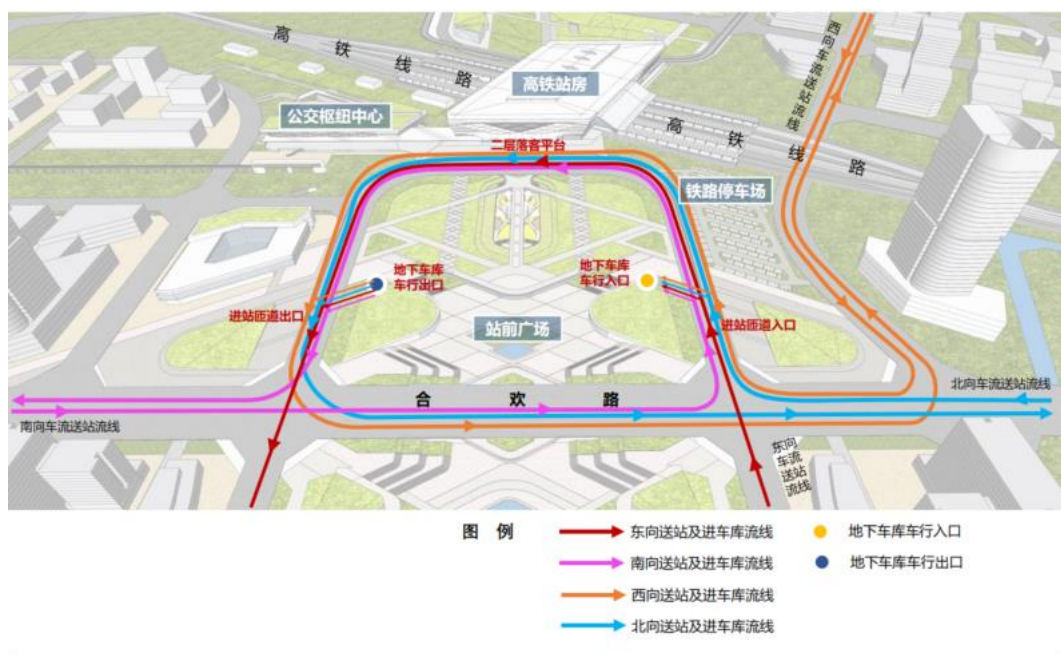 高铁线路
高铁站房
西向车流送站流线
公交枢纽中心
高铁线路
二层落客平台
铁路停车场
地下车库
车行出口
地下车库
车行入口
进站匝道出口
站前广场
进站匝道入口
北向车流送站流线
合欢路
南向车流送站流线
东向
车流
送站
流线
图 例
东向送站及进车库流线
地下车库车行入口
南向送站及进车库流线
地下车库车行出口
西向送站及进车库流线
北向送站及进车库流线